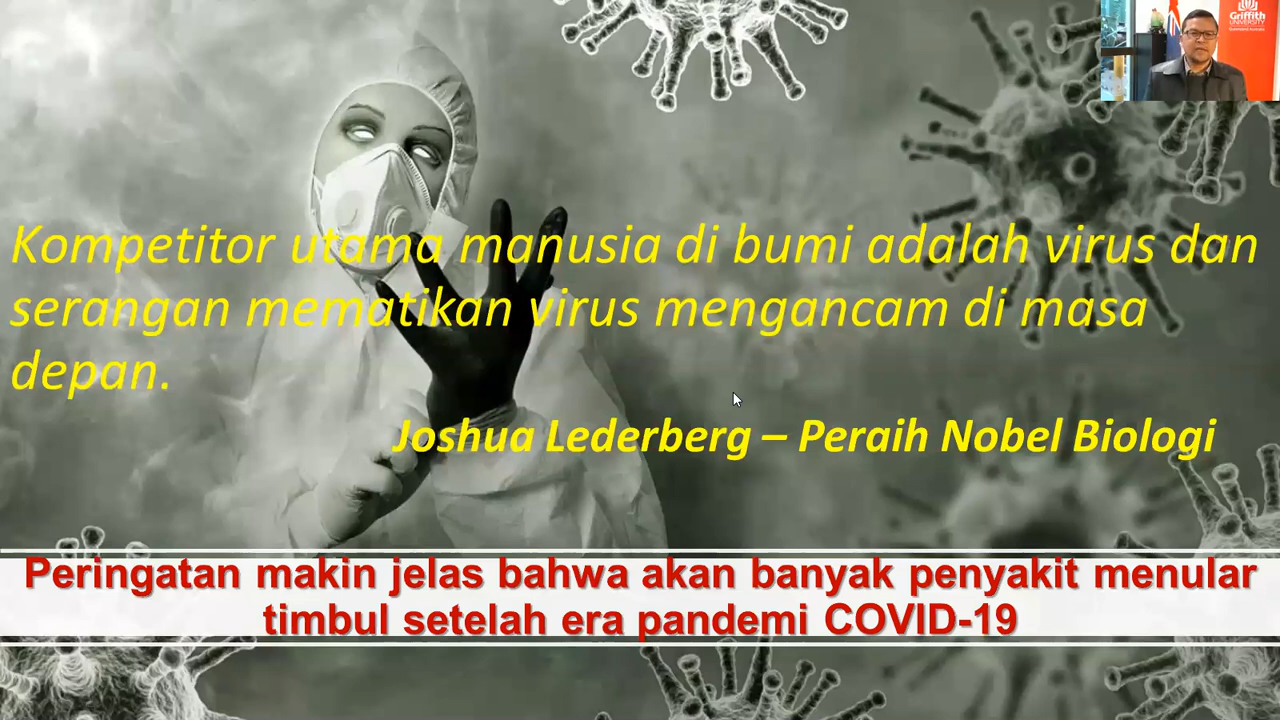 Griffith
UNIVERSITY
Kompetitor utama manusia di bumi adalah virus dan
serangan mematikan virus mengancam di masa
depan.
Joshua Lederberg – Peraih Nobel Biologi
Peringatan makin jelas bahwa akan banyak penyakit menular
timbul setelah era pandemi COVID-19